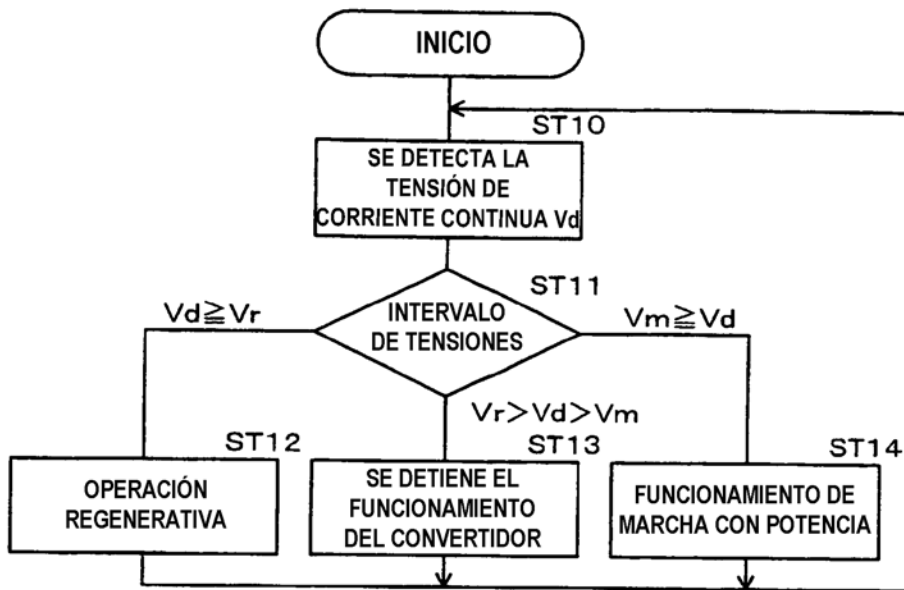 INICIO
ST10
SE DETECTA LA
TENSIÓN DE
CORRIENTE CONTINUA Vd
ST11
INTERVALO
DE TENSIONES
Vd≧Vr
Vm≧Vd
Vr>Vd>Vm
ST12
OPERACIÓN
REGENERATIVA
ST13
SE DETIENE EL
FUNCIONAMIENTO
DEL CONVERTIDOR
ST14
FUNCIONAMIENTO DE
MARCHA CON POTENCIA